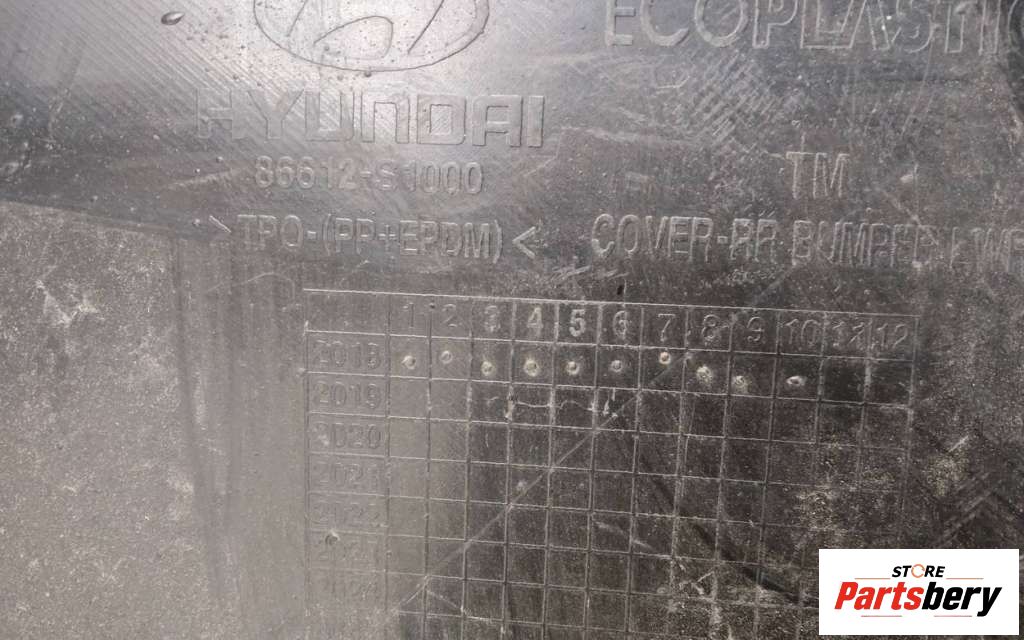 ECOPLASTIC
HYUNDAI
86612-S1000
TM
>TPO-(PP+EPDM)<
COVER-RR BUMPER LWR
1 2 3 4 5 6 7 8 9 10 11 12
2018
2019
2020
2021
2022
STORE
Partsbery